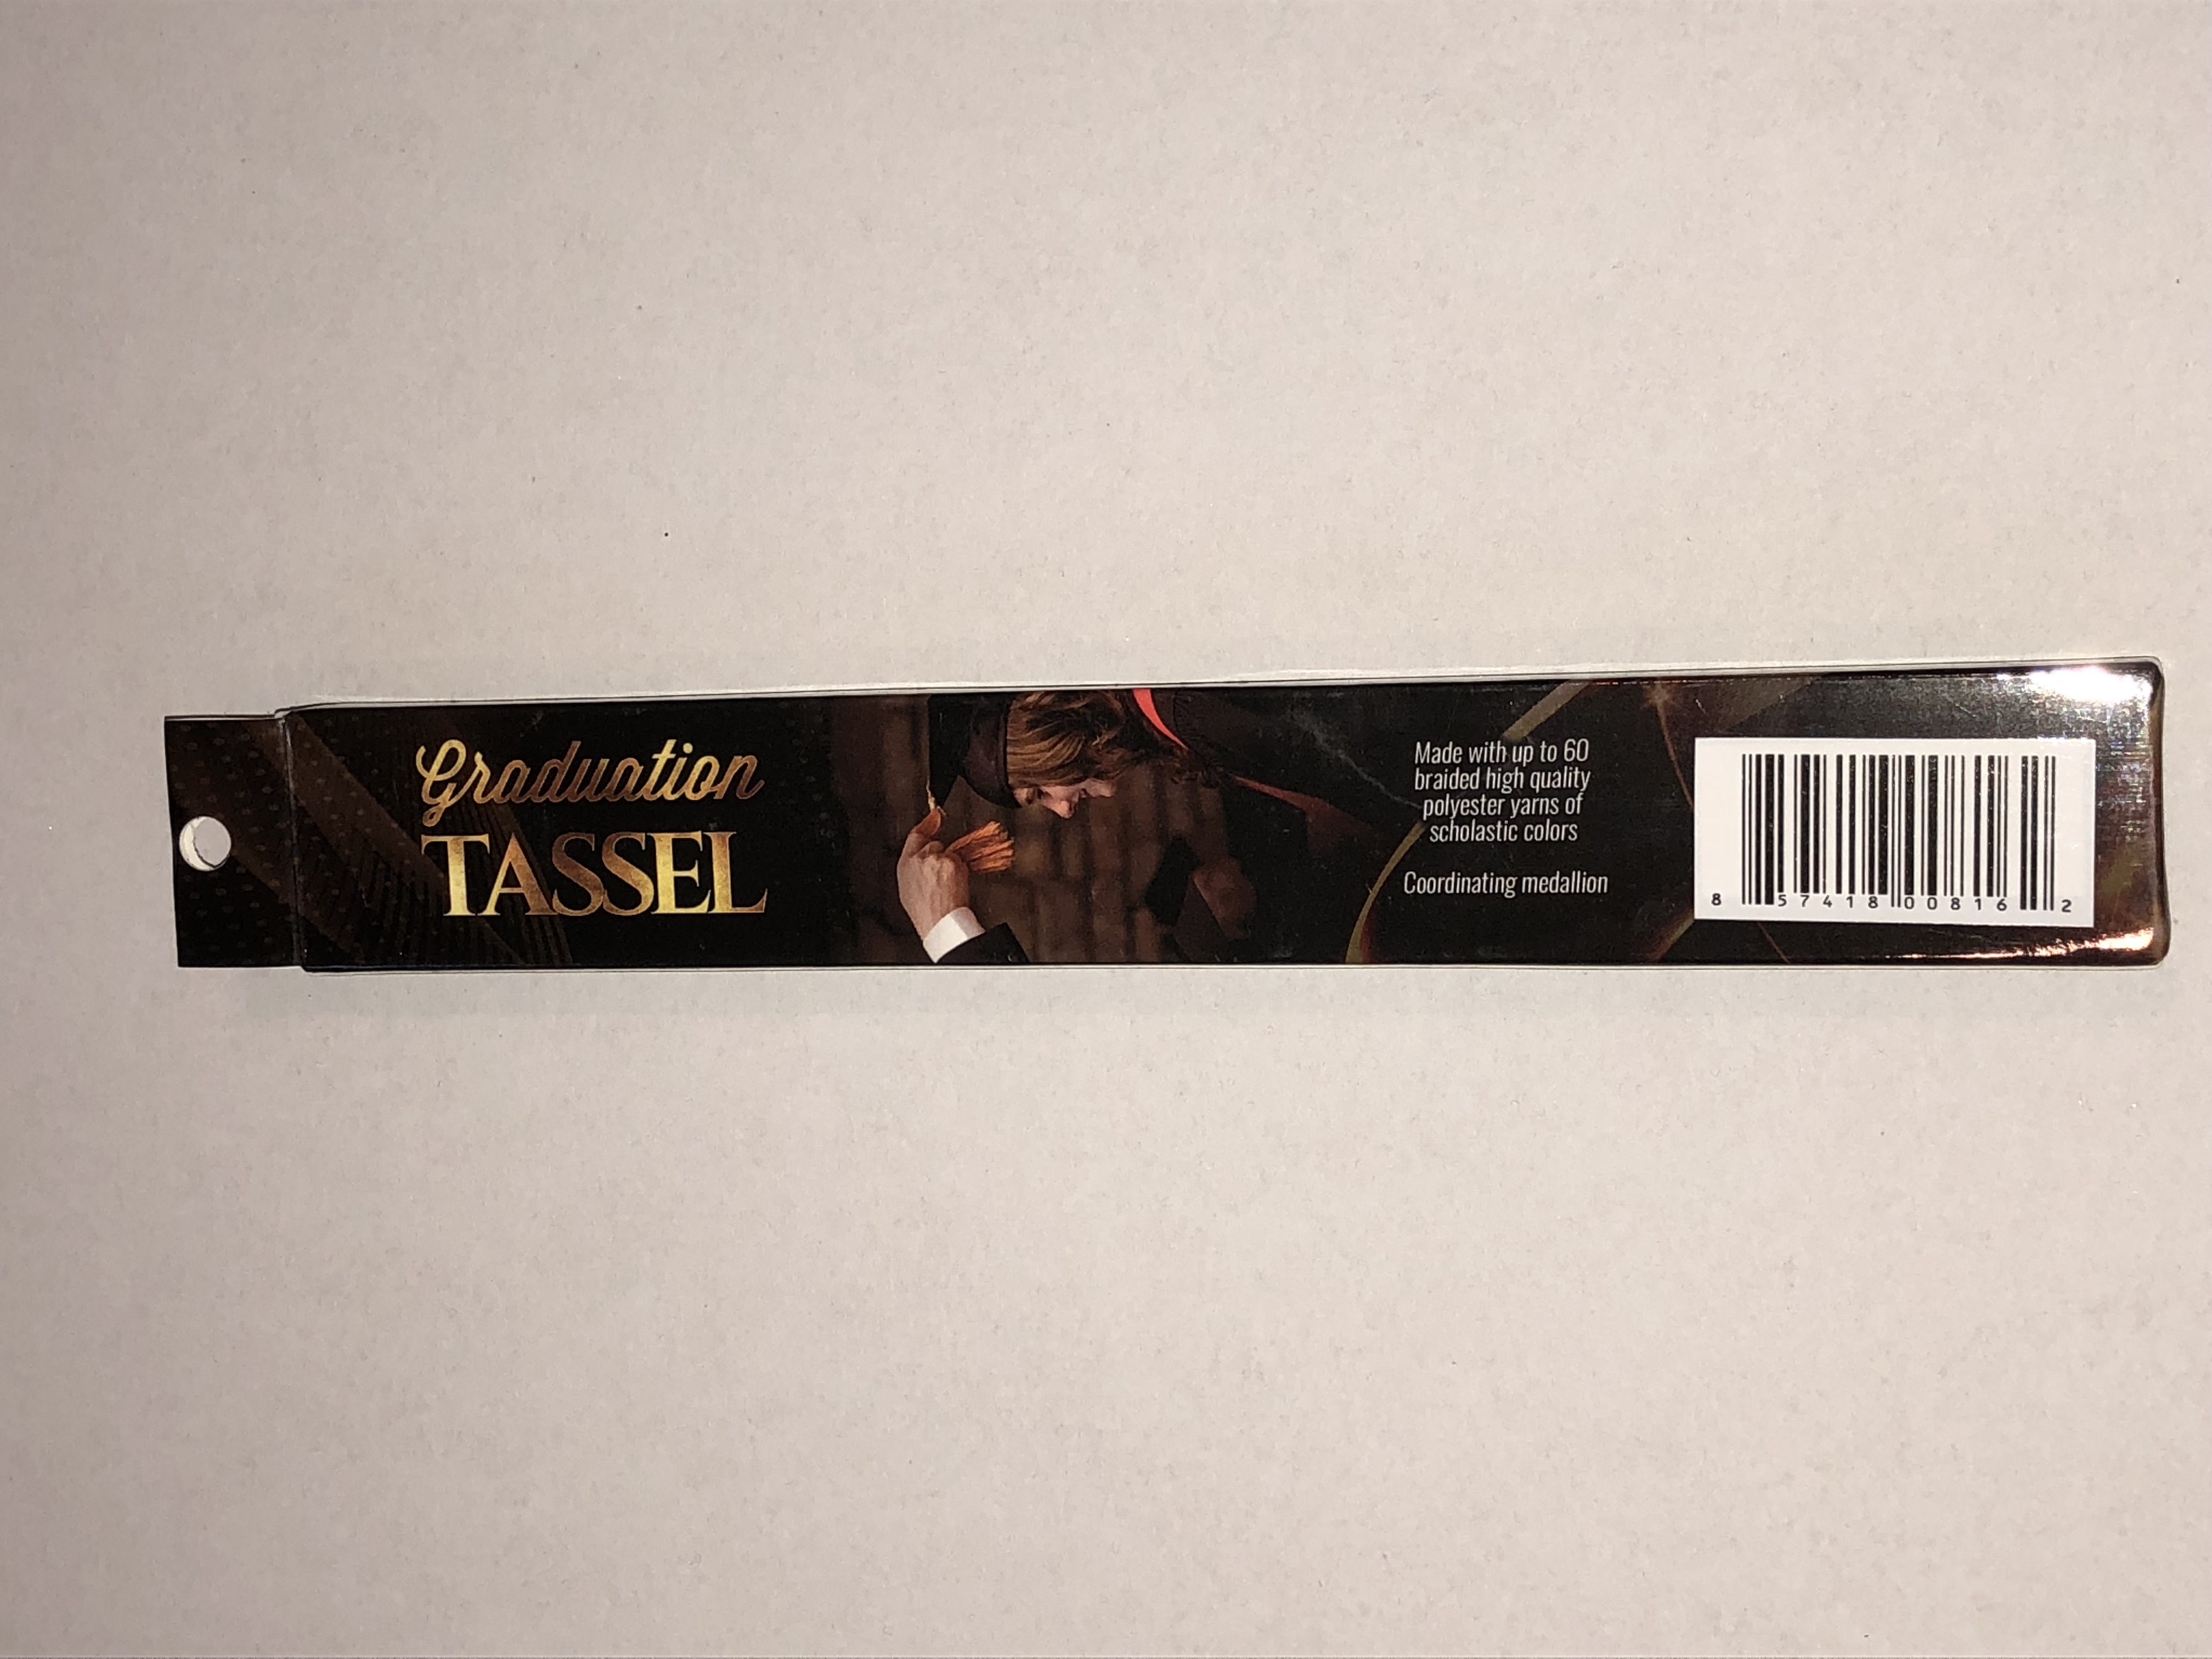 Graduation
TASSEL
Made with up to 60
braided high quality
polyester yarns of
scholastic colors
Coordinating medallion
8 57418 00816 2